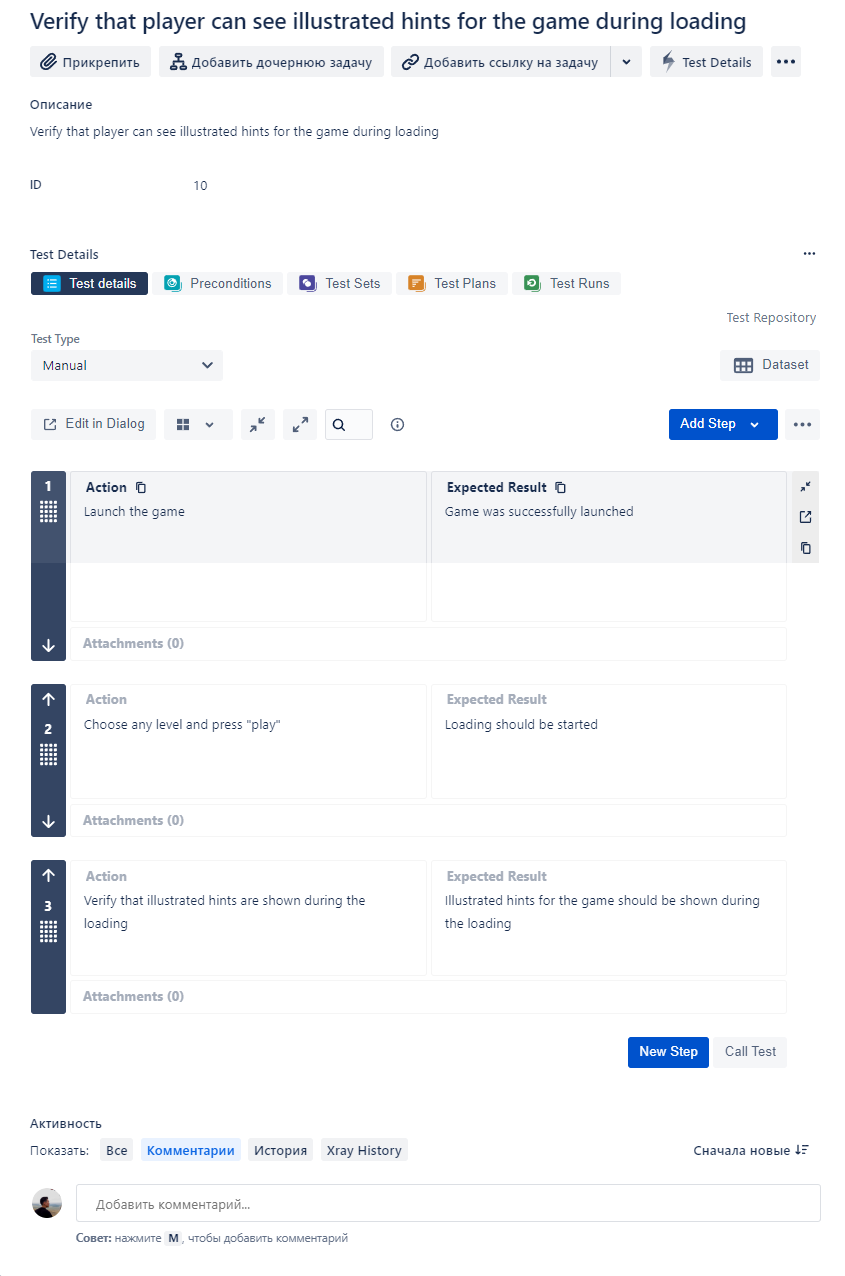 Verify that player can see illustrated hints for the game during loading
Прикрепить
Добавить дочернюю задачу
Добавить ссылку на задачу
Test Details
Описание
Verify that player can see illustrated hints for the game during loading
ID 10
Test Details
Test details
Preconditions
Test Sets
Test Plans
Test Runs
Test Repository
Test Type
Manual
Dataset
Edit in Dialog
Add Step
1
Action
Expected Result
Launch the game
Game was successfully launched
Attachments (0)
2
Action
Expected Result
Choose any level and press "play"
Loading should be started
Attachments (0)
3
Action
Expected Result
Verify that illustrated hints are shown during the
loading
Illustrated hints for the game should be shown during
the loading
Attachments (0)
New Step
Call Test
Активность
Показать: Все Комментарии История Xray History
Сначала новые
Добавить комментарий...
Совет: нажмите M, чтобы добавить комментарий